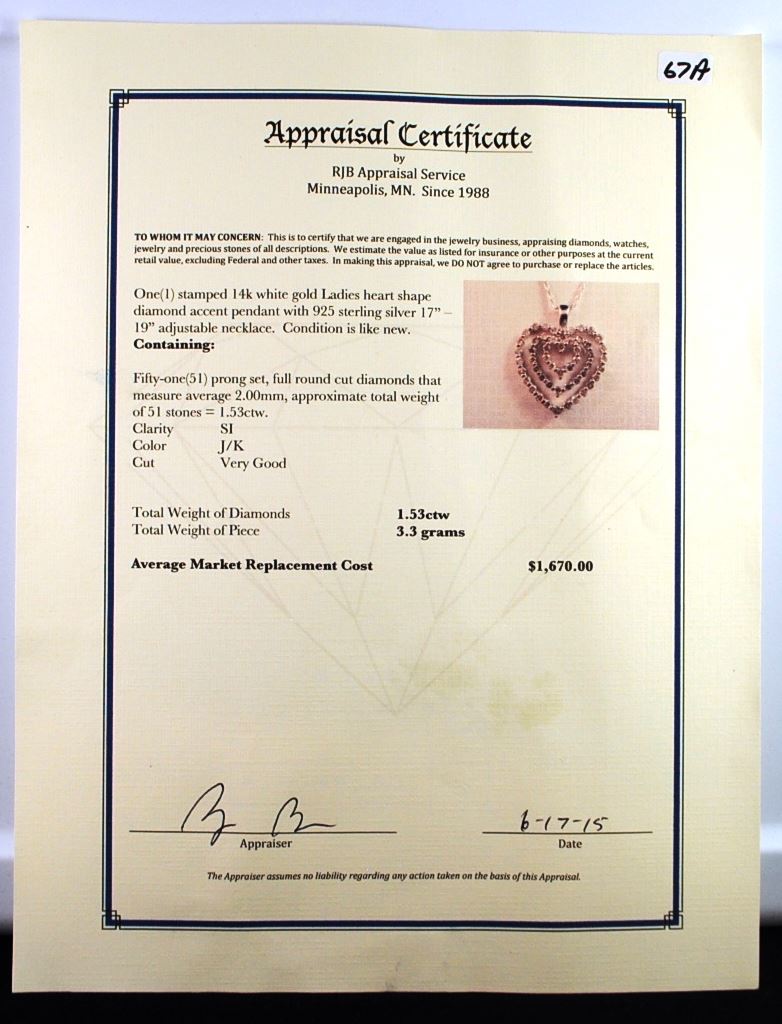 67A
Appraisal Certificate
by
RJB Appraisal Service
Minneapolis, MN. Since 1988
TO WHOM IT MAY CONCERN: This is to certify that we are engaged in the jewelry business, appraising diamonds, watches,
jewelry and precious stones of all descriptions. We estimate the value as listed for insurance or other purposes at the current
retail value, excluding Federal and other taxes. In making this appraisal, we DO NOT agree to purchase or replace the articles.
One(1) stamped 14k white gold Ladies heart shape
diamond accent pendant with 925 sterling silver 17” –
19” adjustable necklace. Condition is like new.
Containing:
Fifty-one(51) prong set, full round cut diamonds that
measure average 2.00mm, approximate total weight
of 51 stones = 1.53ctw.
Clarity SI
Color J/K
Cut Very Good
Total Weight of Diamonds 1.53ctw
Total Weight of Piece 3.3 grams
Average Market Replacement Cost $1,670.00
6-17-15
Appraiser Date
The Appraiser assumes no liability regarding any action taken on the basis of this Appraisal.